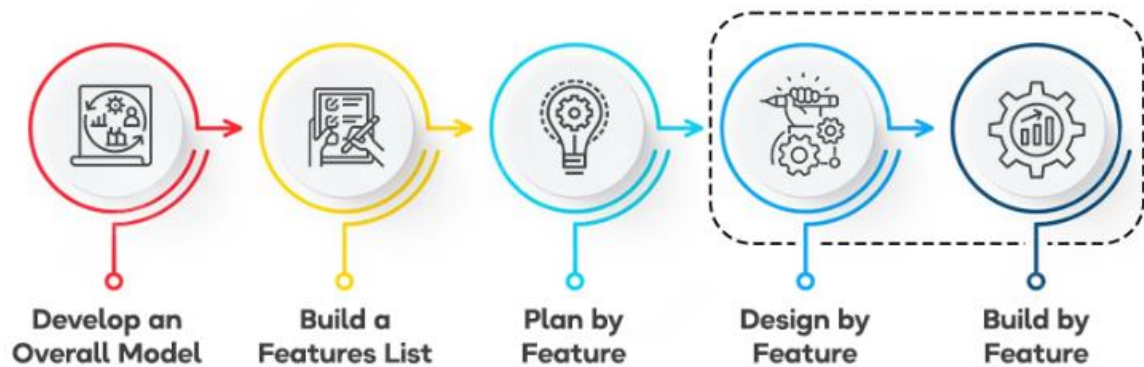 Develop an
Overall Model
Build a
Features List
Plan by
Feature
Design by
Feature
Build by
Feature